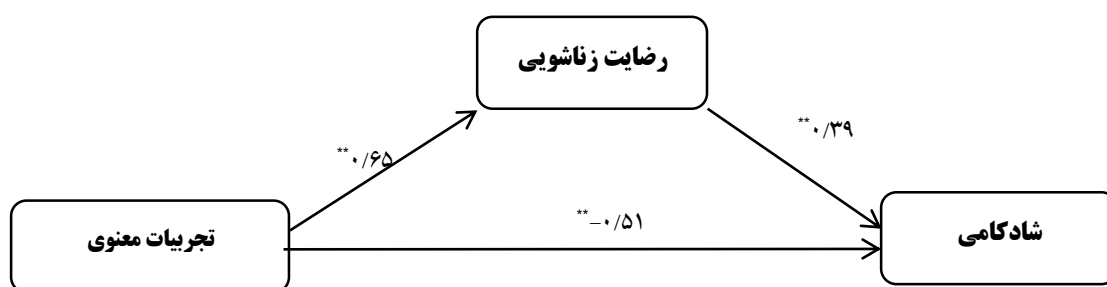 رضایت زناشویی
**۰/۶۵
**۰/۳۹
**-۰/۵۱
تجربیات معنوی
شادکامی